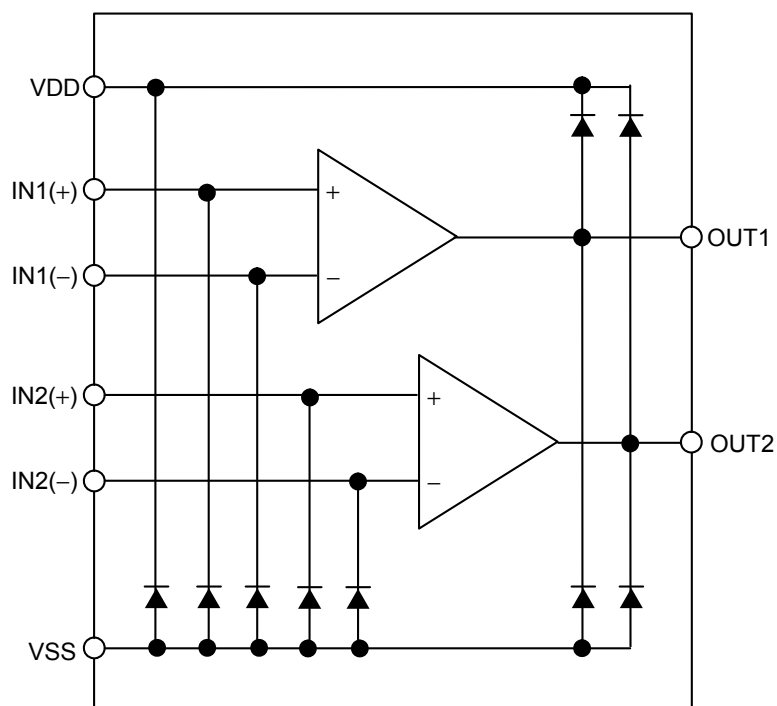 VDD
IN1(+)
+
IN1(−)
−
OUT1
IN2(+)
+
IN2(−)
−
OUT2
VSS